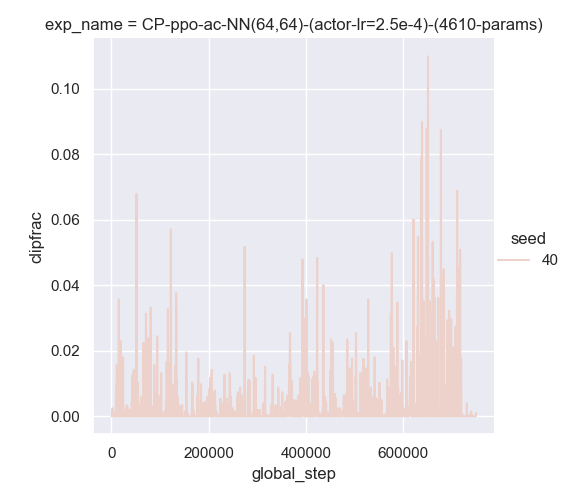 exp_name = CP-ppo-ac-NN(64,64)-(actor-lr=2.5e-4)-(4610-params)
0.10
0.08
0.06
0.04
0.02
0.00
clipfrac
seed
40
0
200000
400000
600000
global_step